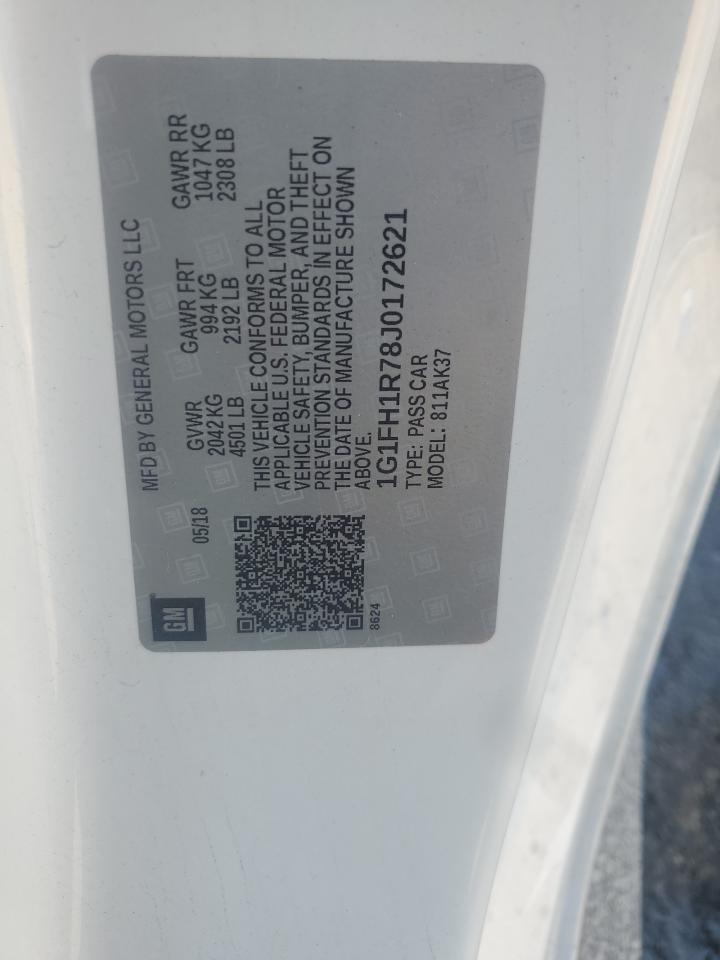 GM
05/18
MFD BY GENERAL MOTORS LLC
GVWR GAWR FRT GAWR RR
2042 KG 994 KG 1047 KG
4501 LB 2192 LB 2308 LB
THIS VEHICLE CONFORMS TO ALL
APPLICABLE U.S. FEDERAL MOTOR
VEHICLE SAFETY, BUMPER, AND THEFT
PREVENTION STANDARDS IN EFFECT ON
THE DATE OF MANUFACTURE SHOWN
ABOVE.
1G1FH1R78J0172621
TYPE: PASS CAR
MODEL: 811AK37
8624